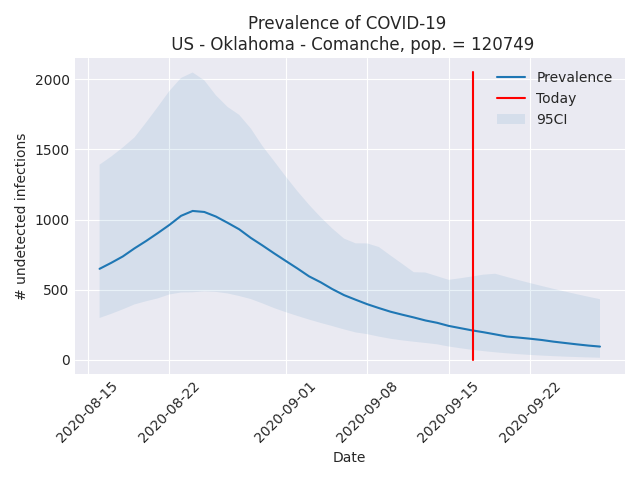 Prevalence of COVID-19
US - Oklahoma - Comanche, pop. = 120749
Prevalence
Today
95CI
# undetected infections
2000
1500
1000
500
0
2020-08-15
2020-08-22
2020-09-01
2020-09-08
2020-09-15
2020-09-22
Date